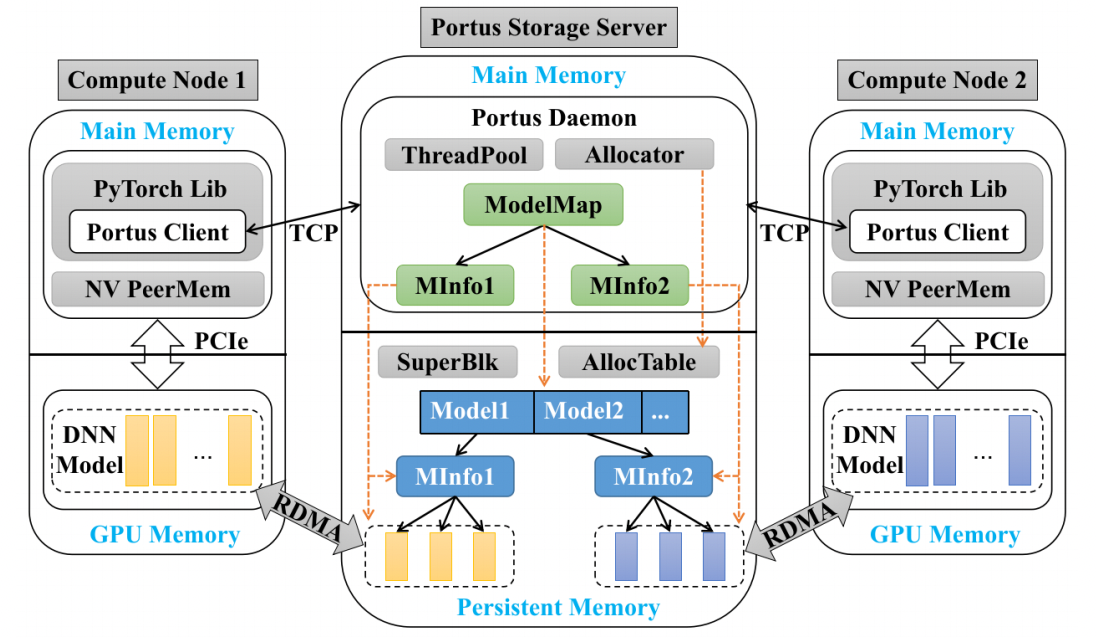 Portus Storage Server
Compute Node 1
Main Memory
PyTorch Lib
Portus Client
NV PeerMem
PCIe
DNN
Model
...
GPU Memory
TCP
RDMA
Main Memory
Portus Daemon
ThreadPool
Allocator
ModelMap
MInfo1
MInfo2
SuperBlk
AllocTable
Model1
Model2
...
MInfo1
MInfo2
Persistent Memory
Compute Node 2
Main Memory
PyTorch Lib
Portus Client
NV PeerMem
TCP
PCIe
DNN
Model
...
RDMA
GPU Memory